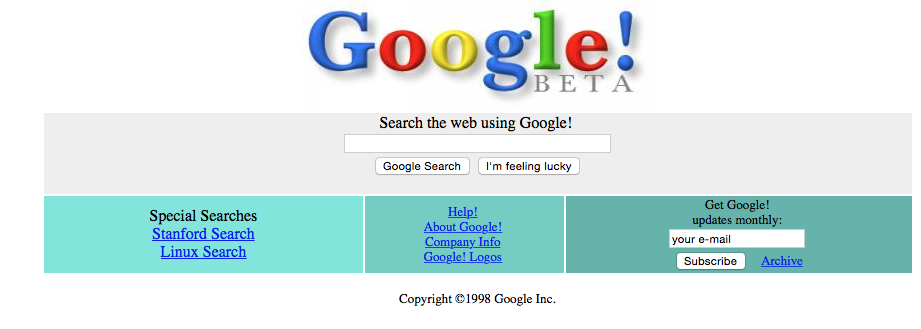 Google!
BETA
Search the web using Google!
Google Search I'm feeling lucky
Special Searches
Stanford Search
Linux Search
Help!
About Google!
Company Info
Google! Logos
Get Google!
updates monthly:
your e-mail
Subscribe Archive
Copyright ©1998 Google Inc.